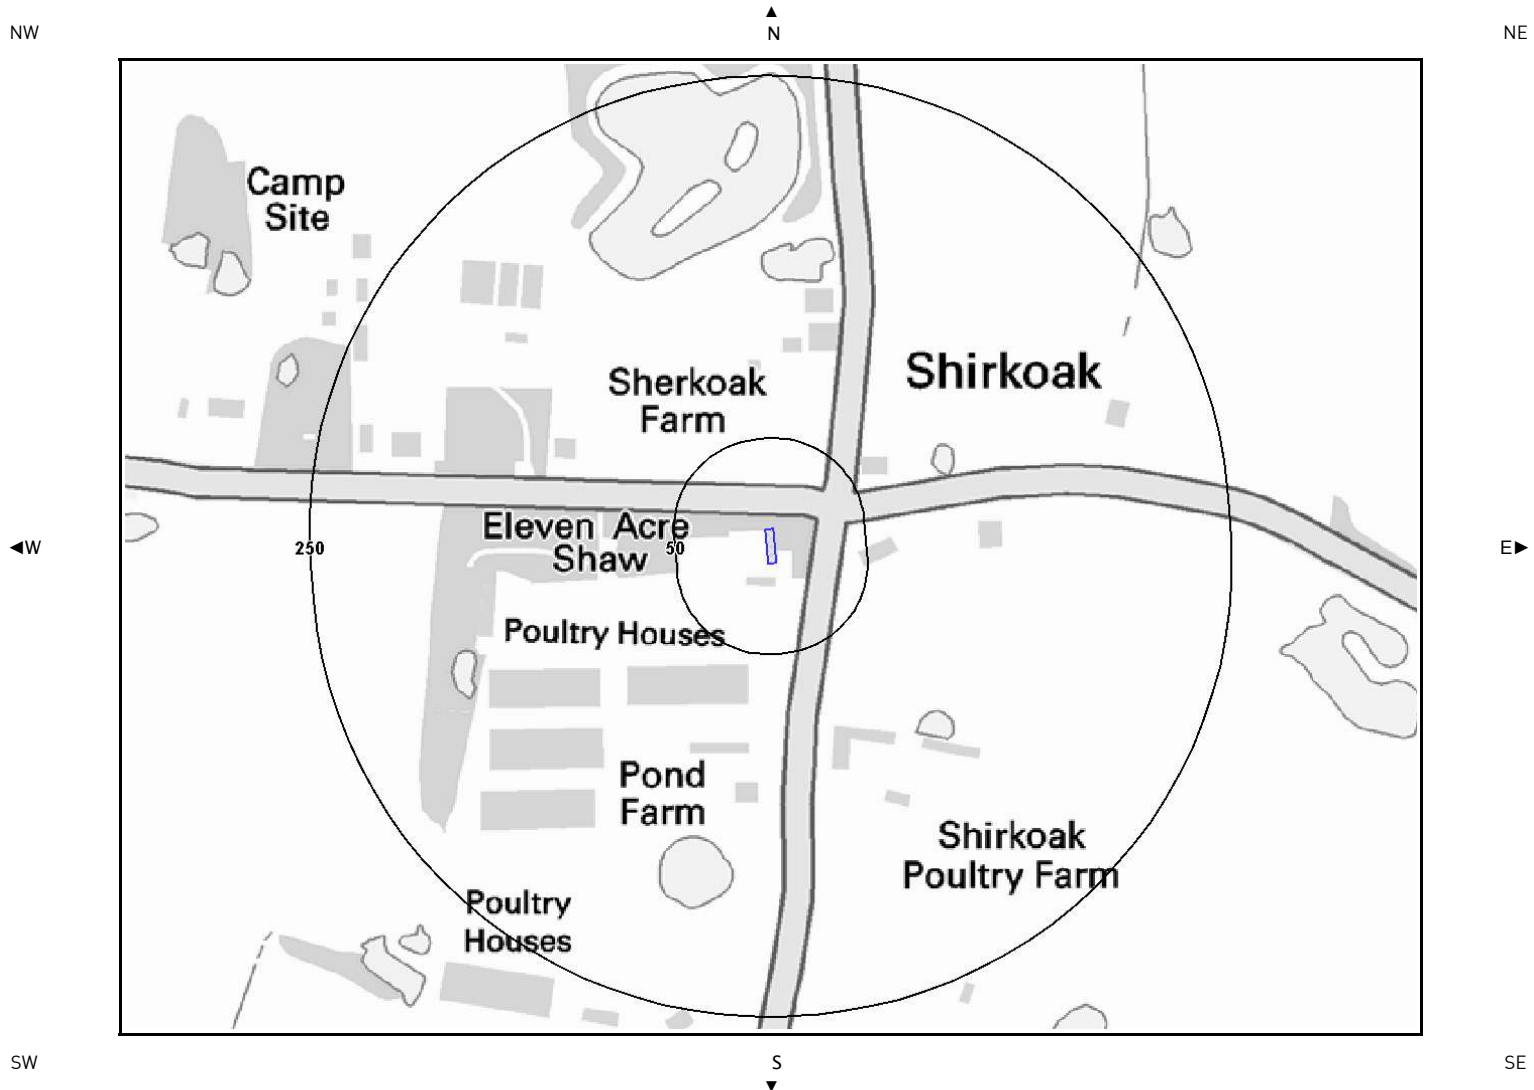 ▲
N
NW
NE
Camp
Site
Sherkoak
Farm
Shirkoak
Eleven Acre
Shaw
◄W
250
50
E►
Poultry Houses
Pond
Farm
Shirkoak
Poultry Farm
Poultry
Houses
SW
S
▼
SE